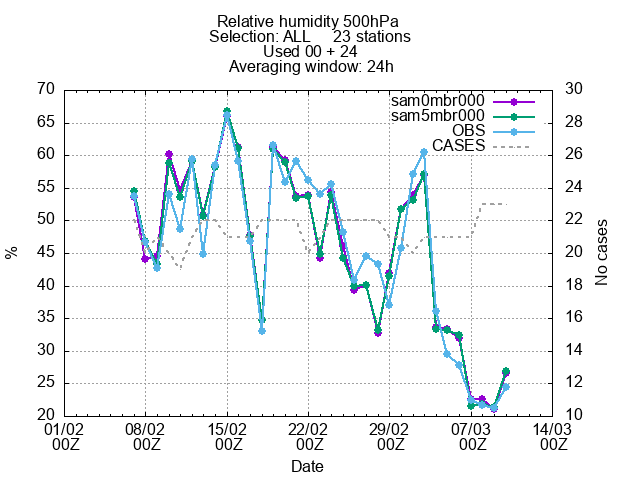 Relative humidity 500hPa
Selection: ALL 23 stations
Used 00 + 24
Averaging window: 24h
sam0mbr000
sam5mbr000
OBS
CASES
70
65
60
55
50
45
40
35
30
25
20
%
30
28
26
24
22
20
18
16
14
12
10
No cases
01/02 08/02 15/02 22/02 29/02 07/03 14/03
00Z 00Z 00Z 00Z 00Z 00Z 00Z
Date